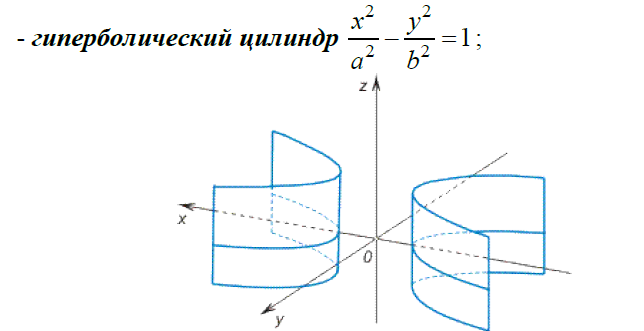 - гиперболический цилиндр x²/a² − y²/b² = 1;
z
x
0
y